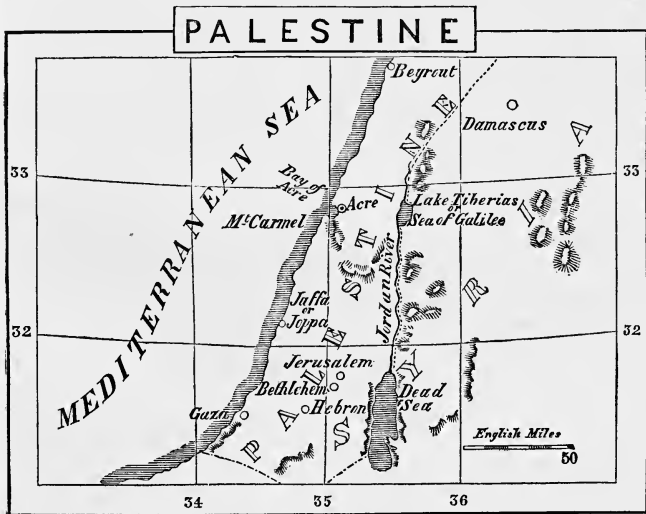 PALESTINE
Beyrout
Damascus
MEDITERRANEAN SEA
33
33
Bay of
Acre
Acre
Mt. Carmel
Lake Tiberias
or
Sea of Galilee
Jordan River
PALESTINE
SYRIA
Jaffa
or
Joppa
32
32
Jerusalem
Bethlehem
Hebron
Gaza
Dead
Sea
English Miles
50
34
35
36